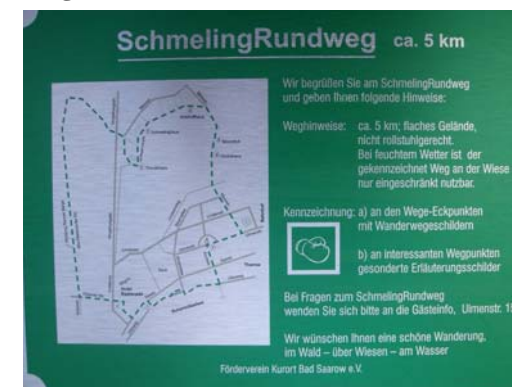 SchmelingRundweg ca. 5 km
Wir begrüßen Sie am SchmelingRundweg
und geben Ihnen folgende Hinweise:
Weghinweise: ca. 5 km; flaches Gelände,
nicht rollstuhlgerecht.
Bei feuchtem Wetter ist der
gekennzeichnet Weg an der Wiese
nur eingeschränkt nutzbar.
Kennzeichnung: a) an den Wege-Eckpunkten
mit Wanderwegeschildern
b) an interessanten Wegpunkten
gesonderte Erläuterungsschilder
Bei Fragen zum SchmelingRundweg
wenden Sie sich bitte an die Gästeinfo, Ulmenstr. 15
Wir wünschen Ihnen eine schöne Wanderung,
im Wald – über Wiesen – am Wasser
Förderverein Kurort Bad Saarow e.V.